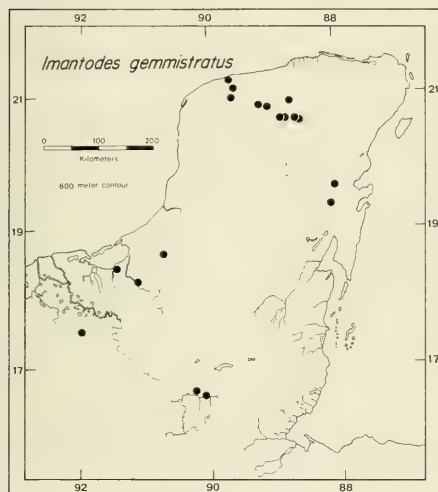 92 90 88
Imantodes gemmistratus
21 21
0 100 200
Kilometers
600 meter contour
19 19
17 17
92 90 88